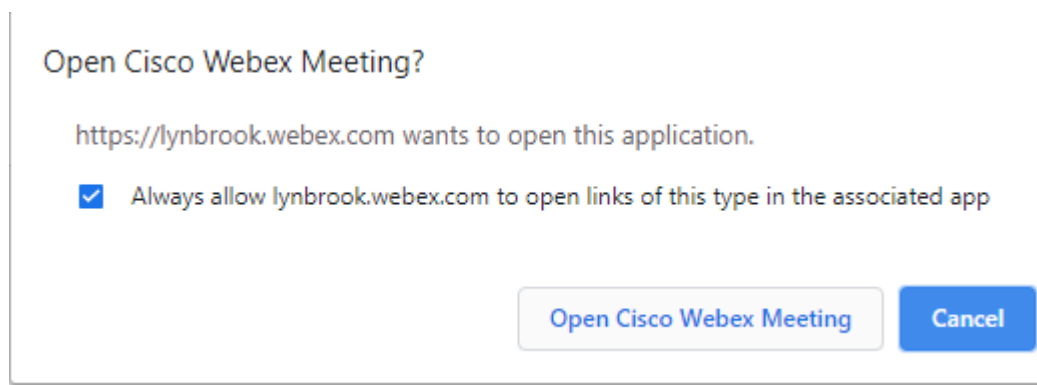 Open Cisco Webex Meeting?
https://lynbrook.webex.com wants to open this application.
Always allow lynbrook.webex.com to open links of this type in the associated app
Open Cisco Webex Meeting
Cancel